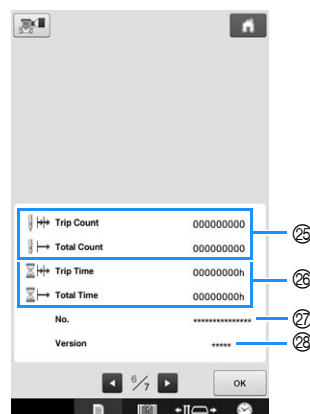 Trip Count 000000000 ㉕
Total Count 000000000
Trip Time 00000000h ㉖
Total Time 00000000h
No. *************** ㉗
Version ***** ㉘
6/7 OK